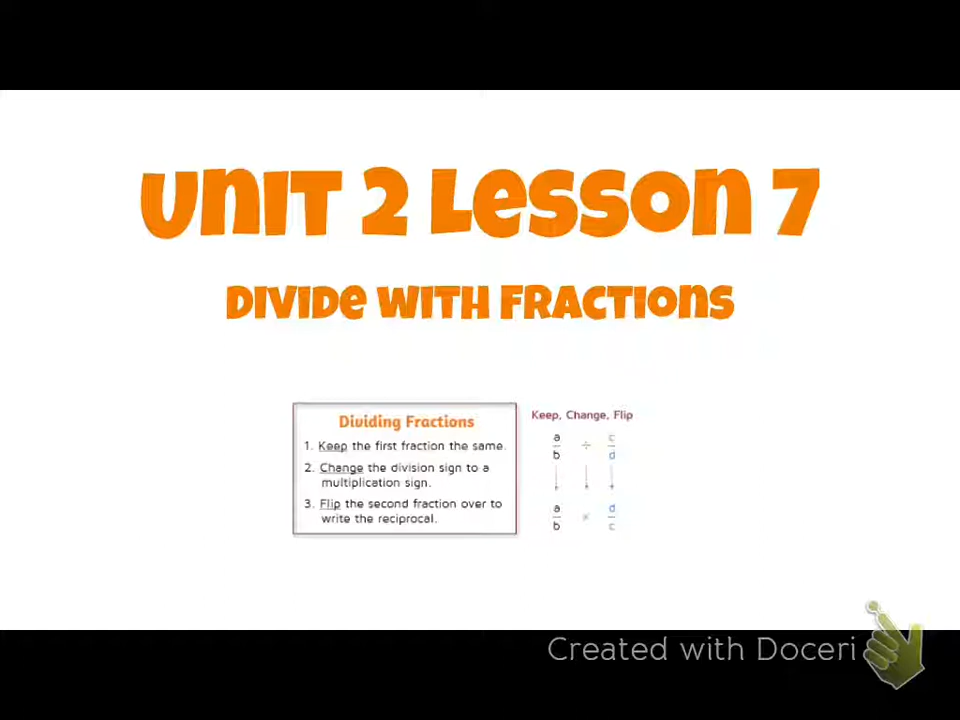 Unit 2 Lesson 7
Divide with Fractions
Dividing Fractions
1. Keep the first fraction the same.
2. Change the division sign to a
multiplication sign.
3. Flip the second fraction over to
write the reciprocal.
Keep, Change, Flip
a/b ÷ c/d
a/b × d/c
Created with Doceri